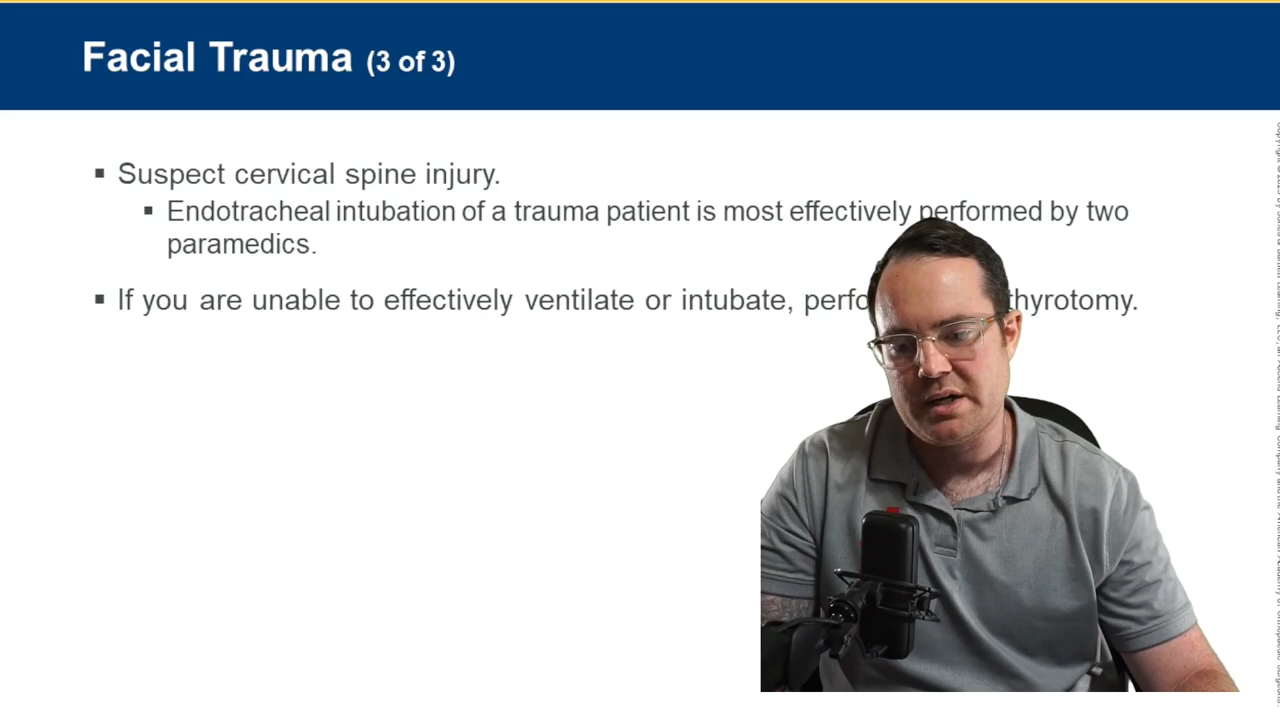 Facial Trauma (3 of 3)
▪ Suspect cervical spine injury.
▪ Endotracheal intubation of a trauma patient is most effectively performed by two
paramedics.
▪ If you are unable to effectively ventilate or intubate, perfo thyrotomy.